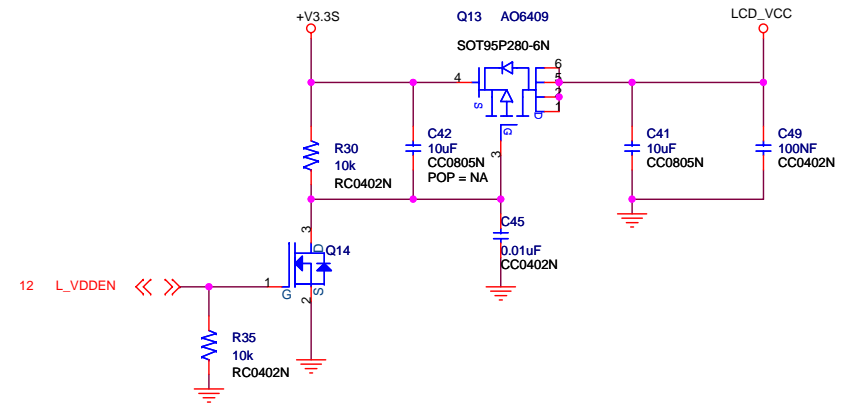 +V3.3S
Q13 AO6409
LCD_VCC
SOT95P280-6N
4
6
5
2
1
S
D
G
3
R30
10k
RC0402N
C42
10uF
CC0805N
POP = NA
C41
10uF
CC0805N
C49
100NF
CC0402N
C45
0.01uF
CC0402N
3
D
Q14
12 L_VDDEN
1
G
S
2
R35
10k
RC0402N